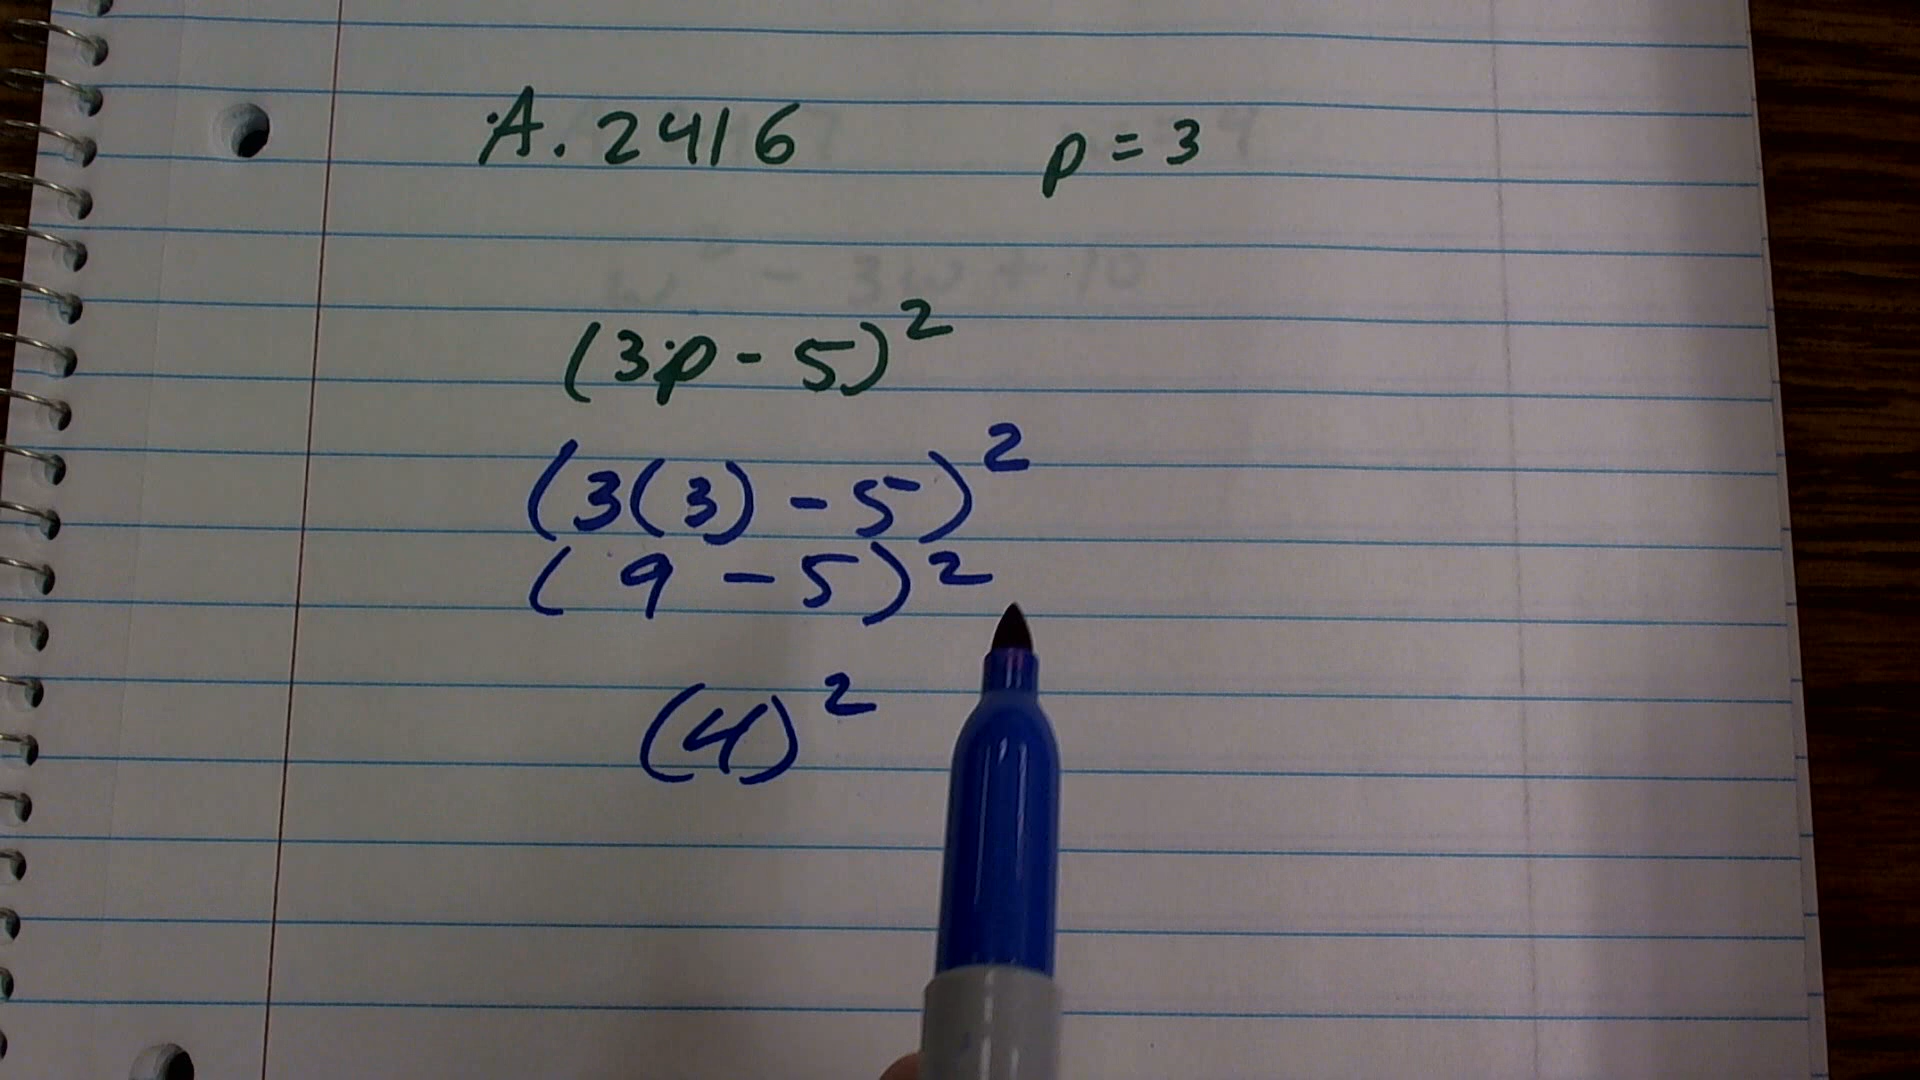 A. 2416 p = 3
(3p - 5)²
(3(3) - 5)²
(9 - 5)²
(4)²